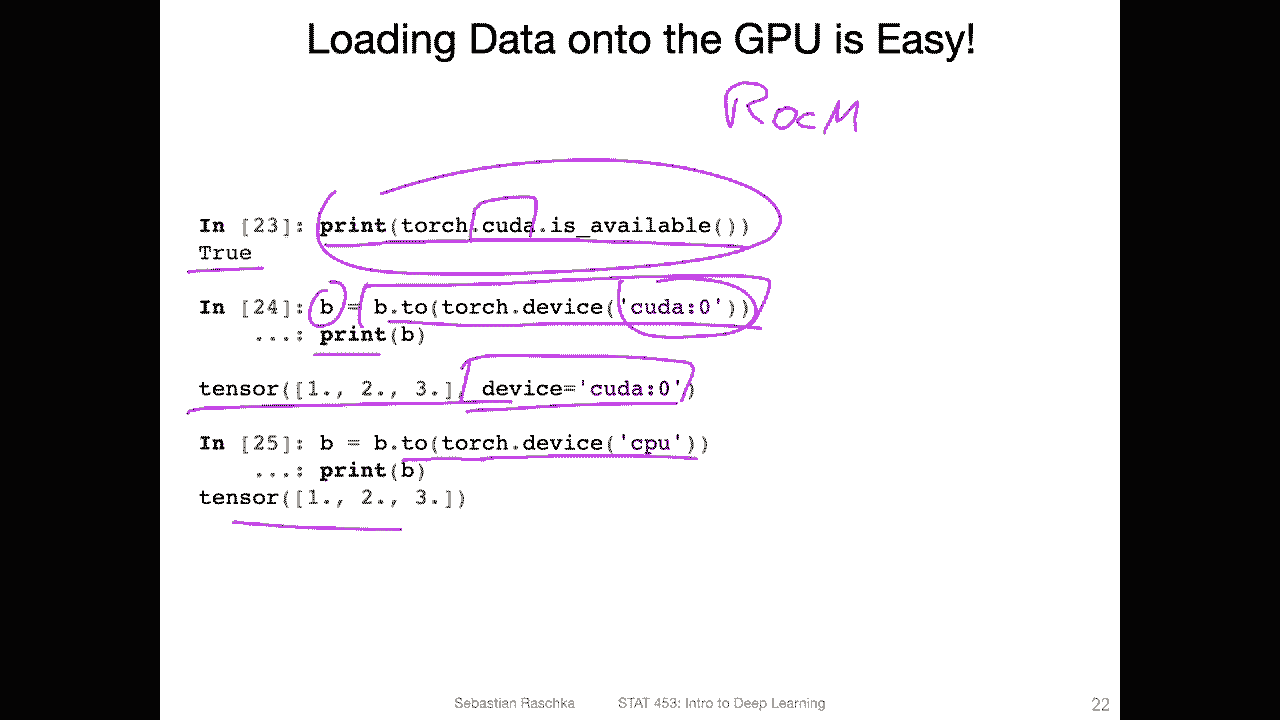 Loading Data onto the GPU is Easy!
RocM
In [23]: print(torch.cuda.is_available())
True
In [24]: b = b.to(torch.device('cuda:0'))
...: print(b)
tensor([1., 2., 3.], device='cuda:0')
In [25]: b = b.to(torch.device('cpu'))
...: print(b)
tensor([1., 2., 3.])
Sebastian Raschka STAT 453: Intro to Deep Learning 22